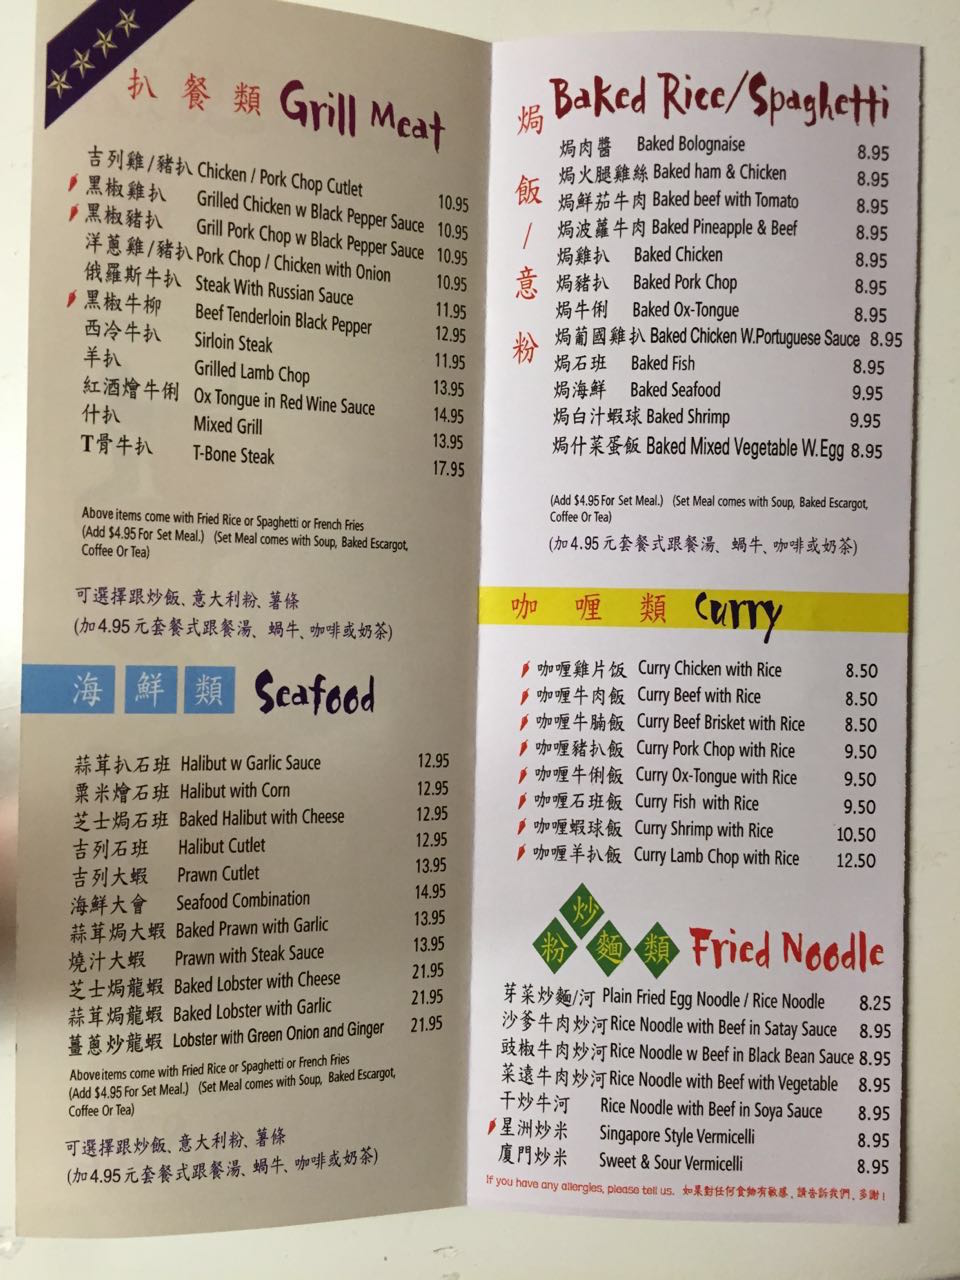 扒餐類 Grill Meat
吉列雞/豬扒 Chicken / Pork Chop Cutlet 10.95
黑椒雞扒 Grilled Chicken w Black Pepper Sauce 10.95
黑椒豬扒 Grill Pork Chop w Black Pepper Sauce 10.95
洋蔥雞/豬扒 Pork Chop / Chicken with Onion 10.95
俄羅斯牛扒 Steak With Russian Sauce 11.95
黑椒牛柳 Beef Tenderloin Black Pepper 12.95
西冷牛扒 Sirloin Steak 11.95
羊扒 Grilled Lamb Chop 13.95
紅酒燴牛脷 Ox Tongue in Red Wine Sauce 14.95
什扒 Mixed Grill 13.95
T骨牛扒 T-Bone Steak 17.95
Above items come with Fried Rice or Spaghetti or French Fries
(Add $4.95 For Set Meal.) (Set Meal comes with Soup, Baked Escargot,
Coffee Or Tea)
可選擇跟炒飯、意大利粉、薯條
(加4.95元套餐式跟餐湯、蝸牛、咖啡或奶茶)
海鮮類 Seafood
蒜茸扒石班 Halibut w Garlic Sauce 12.95
粟米燴石班 Halibut with Corn 12.95
芝士焗石班 Baked Halibut with Cheese 12.95
吉列石班 Halibut Cutlet 12.95
吉列大蝦 Prawn Cutlet 13.95
海鮮大會 Seafood Combination 14.95
蒜茸焗大蝦 Baked Prawn with Garlic 13.95
燒汁大蝦 Prawn with Steak Sauce 13.95
芝士焗龍蝦 Baked Lobster with Cheese 21.95
蒜茸焗龍蝦 Baked Lobster with Garlic 21.95
薑蔥炒龍蝦 Lobster with Green Onion and Ginger 21.95
Above items come with Fried Rice or Spaghetti or French Fries
(Add $4.95 For Set Meal.) (Set Meal comes with Soup, Baked Escargot,
Coffee Or Tea)
可選擇跟炒飯、意大利粉、薯條
(加4.95元套餐式跟餐湯、蝸牛、咖啡或奶茶)
焗飯/意粉
Baked Rice/Spaghetti
焗肉醬 Baked Bolognaise 8.95
焗火腿雞絲 Baked ham & Chicken 8.95
焗鮮茄牛肉 Baked beef with Tomato 8.95
焗波蘿牛肉 Baked Pineapple & Beef 8.95
焗雞扒 Baked Chicken 8.95
焗豬扒 Baked Pork Chop 8.95
焗牛脷 Baked Ox-Tongue 8.95
焗葡國雞扒 Baked Chicken W.Portuguese Sauce 8.95
焗石班 Baked Fish 8.95
焗海鮮 Baked Seafood 9.95
焗白汁蝦球 Baked Shrimp 9.95
焗什菜蛋飯 Baked Mixed Vegetable W.Egg 8.95
(Add $4.95 For Set Meal.) (Set Meal comes with Soup, Baked Escargot,
Coffee Or Tea)
(加4.95元套餐式跟餐湯、蝸牛、咖啡或奶茶)
咖喱類 Curry
咖喱雞片饭 Curry Chicken with Rice 8.50
咖喱牛肉飯 Curry Beef with Rice 8.50
咖喱牛腩飯 Curry Beef Brisket with Rice 8.50
咖喱豬扒飯 Curry Pork Chop with Rice 9.50
咖喱牛脷飯 Curry Ox-Tongue with Rice 9.50
咖喱石班飯 Curry Fish with Rice 9.50
咖喱蝦球飯 Curry Shrimp with Rice 10.50
咖喱羊扒飯 Curry Lamb Chop with Rice 12.50
炒粉麵類 Fried Noodle
芽菜炒麵/河 Plain Fried Egg Noodle / Rice Noodle 8.25
沙爹牛肉炒河 Rice Noodle with Beef in Satay Sauce 8.95
豉椒牛肉炒河 Rice Noodle w Beef in Black Bean Sauce 8.95
菜遠牛肉炒河 Rice Noodle with Beef with Vegetable 8.95
干炒牛河 Rice Noodle with Beef in Soya Sauce 8.95
星洲炒米 Singapore Style Vermicelli 8.95
廈門炒米 Sweet & Sour Vermicelli 8.95
If you have any allergies, please tell us. 如果對任何食物有敏感，請告訴我們，多謝！